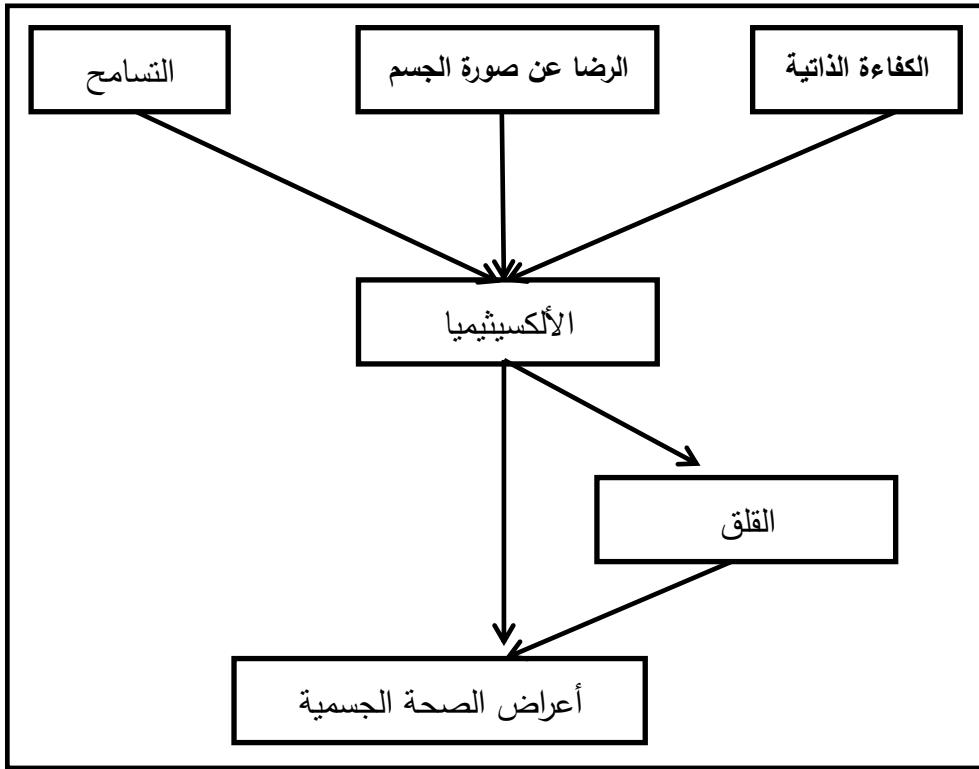 الكفاءة الذاتية
الرضا عن صورة الجسم
التسامح
الألكسيثيميا
القلق
أعراض الصحة الجسمية